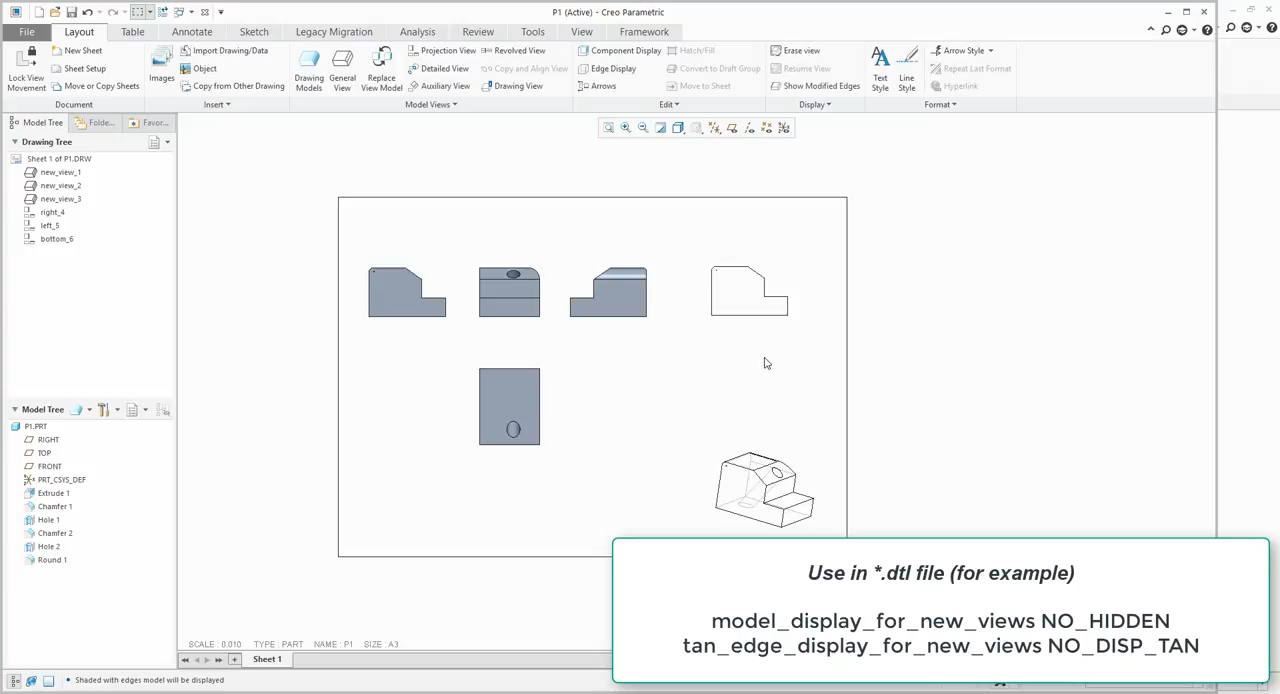 P1 (Active) - Creo Parametric
File Layout Table Annotate Sketch Legacy Migration Analysis Review Tools View Framework
Lock View Movement
New Sheet
Sheet Setup
Move or Copy Sheets
Document
Images
Import Drawing/Data
Object
Copy from Other Drawing
Insert
Drawing Models
General View
Replace View Model
Projection View
Detailed View
Auxiliary View
Revolved View
Copy and Align View
Drawing View
Model Views
Component Display
Edge Display
Arrows
Hatch/Fill
Convert to Draft Group
Move to Sheet
Edit
Erase view
Resume View
Show Modified Edges
Display
Text Style
Line Style
Arrow Style
Repeat Last Format
Hyperlink
Format
Model Tree Folde... Favor...
Drawing Tree
Sheet 1 of P1.DRW
new_view_1
new_view_2
new_view_3
right_4
left_5
bottom_6
Model Tree
P1.PRT
RIGHT
TOP
FRONT
PRT_CSYS_DEF
Extrude 1
Chamfer 1
Hole 1
Chamfer 2
Hole 2
Round 1
SCALE : 0.010 TYPE : PART NAME : P1 SIZE : A3
Sheet 1
Shaded with edges model will be displayed
Use in *.dtl file (for example)
model_display_for_new_views NO_HIDDEN
tan_edge_display_for_new_views NO_DISP_TAN